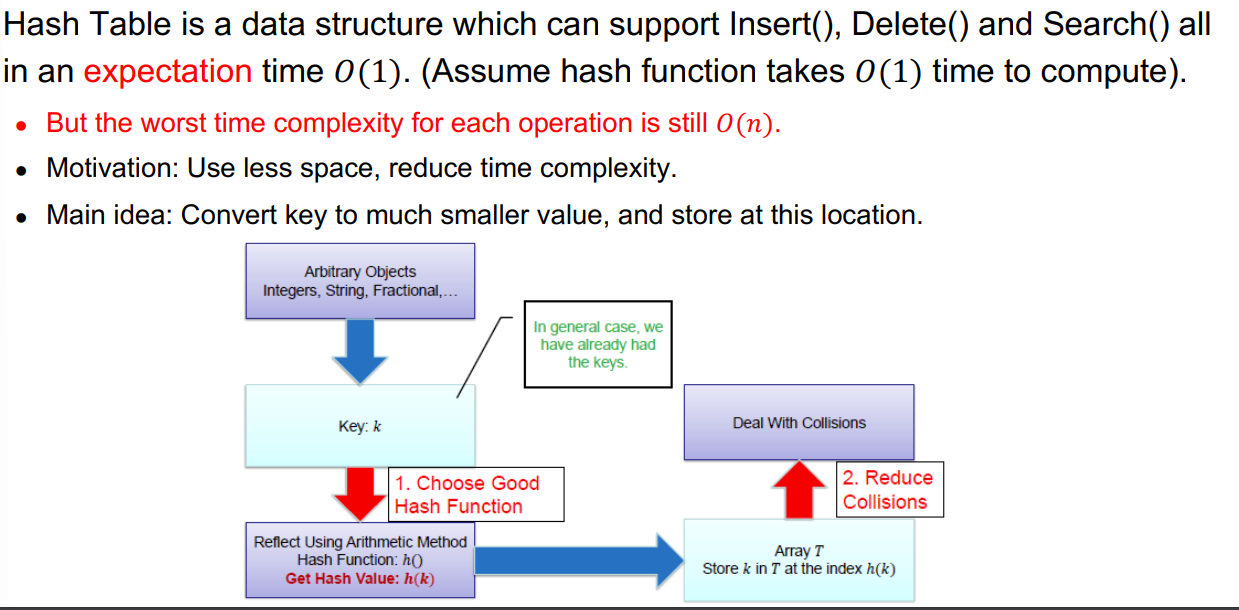 Hash Table is a data structure which can support Insert(), Delete() and Search() all
in an expectation time O(1). (Assume hash function takes O(1) time to compute).
• But the worst time complexity for each operation is still O(n).
• Motivation: Use less space, reduce time complexity.
• Main idea: Convert key to much smaller value, and store at this location.
Arbitrary Objects
Integers, String, Fractional,...
In general case, we
have already had
the keys.
Key: k
1. Choose Good
Hash Function
Reflect Using Arithmetic Method
Hash Function: h()
Get Hash Value: h(k)
Array T
Store k in T at the index h(k)
2. Reduce
Collisions
Deal With Collisions